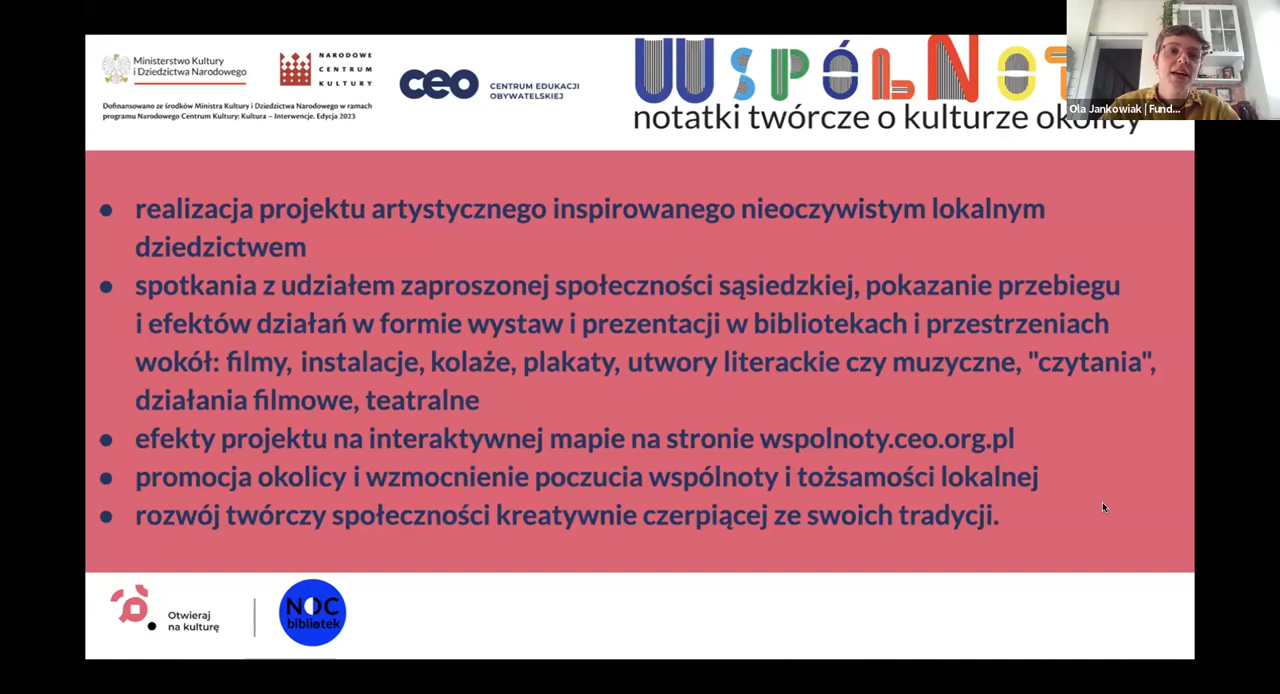 Ministerstwo Kultury
i Dziedzictwa Narodowego
NARODOWE
CENTRUM
KULTURY
ceo
CENTRUM EDUKACJI
OBYWATELSKIEJ
Dofinansowano ze środków Ministra Kultury i Dziedzictwa Narodowego w ramach
programu Narodowego Centrum Kultury: Kultura – Interwencje. Edycja 2023
WSPÓLNOT
notatki twórcze o kulturze okolicy
Ola Jankowiak | Fund...
● realizacja projektu artystycznego inspirowanego nieoczywistym lokalnym
dziedzictwem
● spotkania z udziałem zaproszonej społeczności sąsiedzkiej, pokazanie przebiegu
i efektów działań w formie wystaw i prezentacji w bibliotekach i przestrzeniach
wokół: filmy, instalacje, kolaże, plakaty, utwory literackie czy muzyczne, "czytania",
działania filmowe, teatralne
● efekty projektu na interaktywnej mapie na stronie wspolnoty.ceo.org.pl
● promocja okolicy i wzmocnienie poczucia wspólnoty i tożsamości lokalnej
● rozwój twórczy społeczności kreatywnie czerpiącej ze swoich tradycji.
Otwieraj
na kulturę
NOC
bibliotek